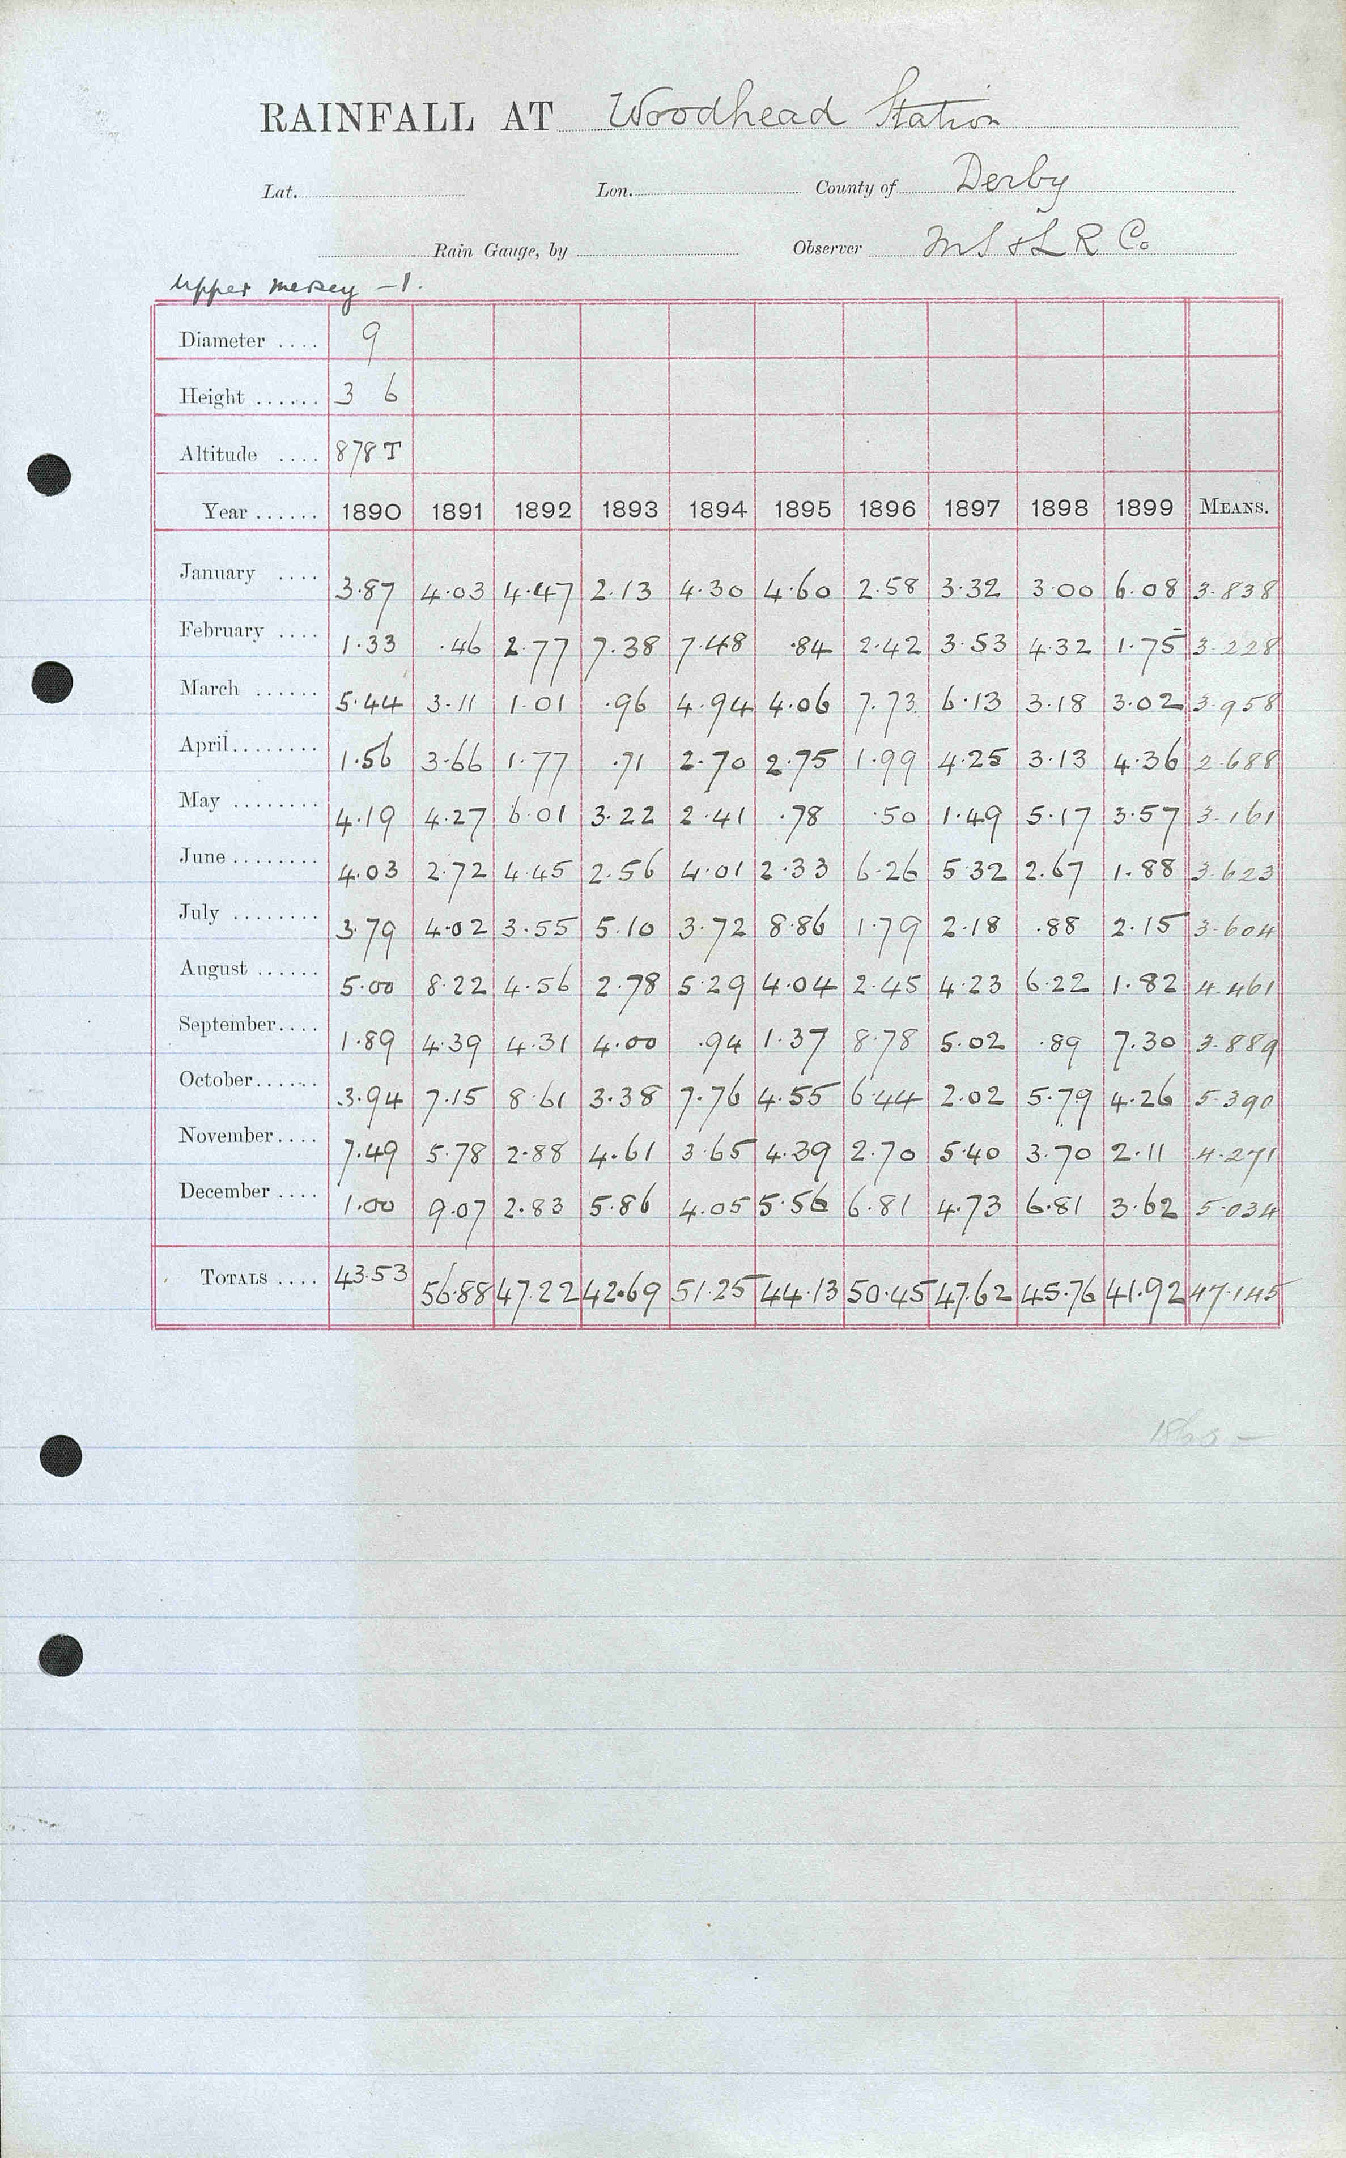 RAINFALL AT Woodhead Station
Lat. Lon. County of Derby
Rain Gauge, by Observer M S & L R Co
Upper Mersey - 1.
Diameter .... 9
Height ...... 3 6
Altitude .... 878 T
Year ...... 1890 1891 1892 1893 1894 1895 1896 1897 1898 1899 MEANS.
January .... 3.87 4.03 4.47 2.13 4.30 4.60 2.58 3.32 3.00 6.08 3.838
February .... 1.33 .46 2.77 7.38 7.48 .84 2.42 3.53 4.32 1.75 3.228
March ...... 5.44 3.11 1.01 .96 4.94 4.06 7.73 6.13 3.18 3.02 3.958
April ........ 1.56 3.66 1.77 .71 2.70 2.75 1.99 4.25 3.13 4.36 2.688
May ........ 4.19 4.27 6.01 3.22 2.41 .78 .50 1.49 5.17 3.57 3.161
June ........ 4.03 2.72 4.45 2.56 4.01 2.33 6.26 5.32 2.67 1.88 3.623
July ........ 3.79 4.02 3.55 5.10 3.72 8.86 1.79 2.18 .88 2.15 3.604
August ...... 5.00 8.22 4.56 2.78 5.29 4.04 2.45 4.23 6.22 1.82 4.461
September .... 1.89 4.39 4.31 4.00 .94 1.37 8.78 5.02 .89 7.30 3.889
October ....... 3.94 7.15 8.61 3.38 7.76 4.55 6.44 2.02 5.79 4.26 5.390
November .... 7.49 5.78 2.88 4.61 3.65 4.39 2.70 5.40 3.70 2.11 4.271
December .... 1.00 9.07 2.83 5.86 4.05 5.56 6.81 4.73 6.81 3.62 5.034
TOTALS .... 43.53 56.88 47.22 42.69 51.25 44.13 50.45 47.62 45.76 41.92 47.145